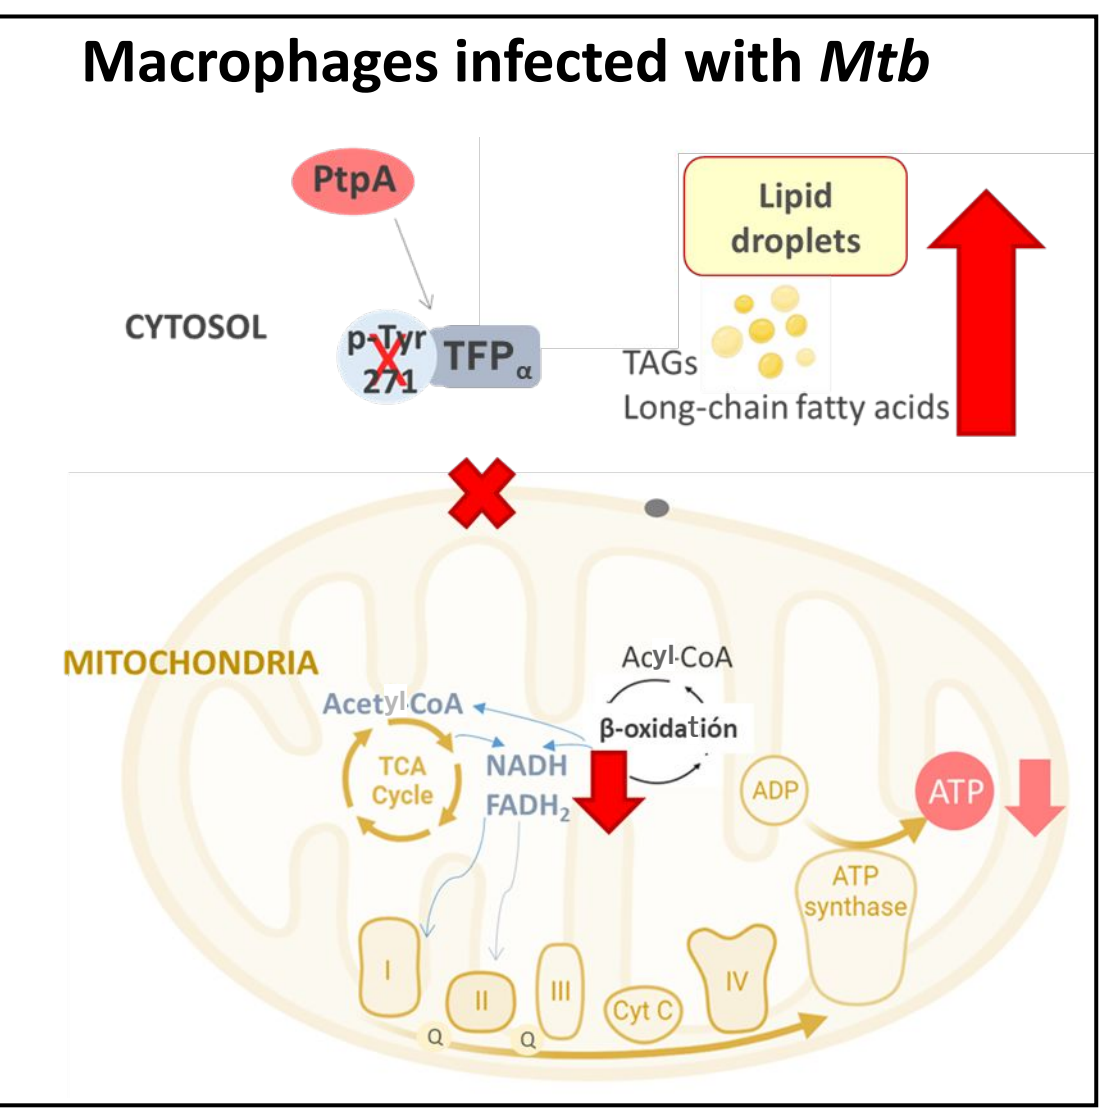 Macrophages infected with Mtb
PtpA
Lipid
droplets
CYTOSOL
p-Tyr
271
X
TFPα
TAGs
Long-chain fatty acids
MITOCHONDRIA
Acyl-CoA
Acetyl-CoA
β-oxidatión
TCA
Cycle
NADH
FADH2
ADP
ATP
ATP
synthase
I
II
III
Cyt C
IV
Q
Q